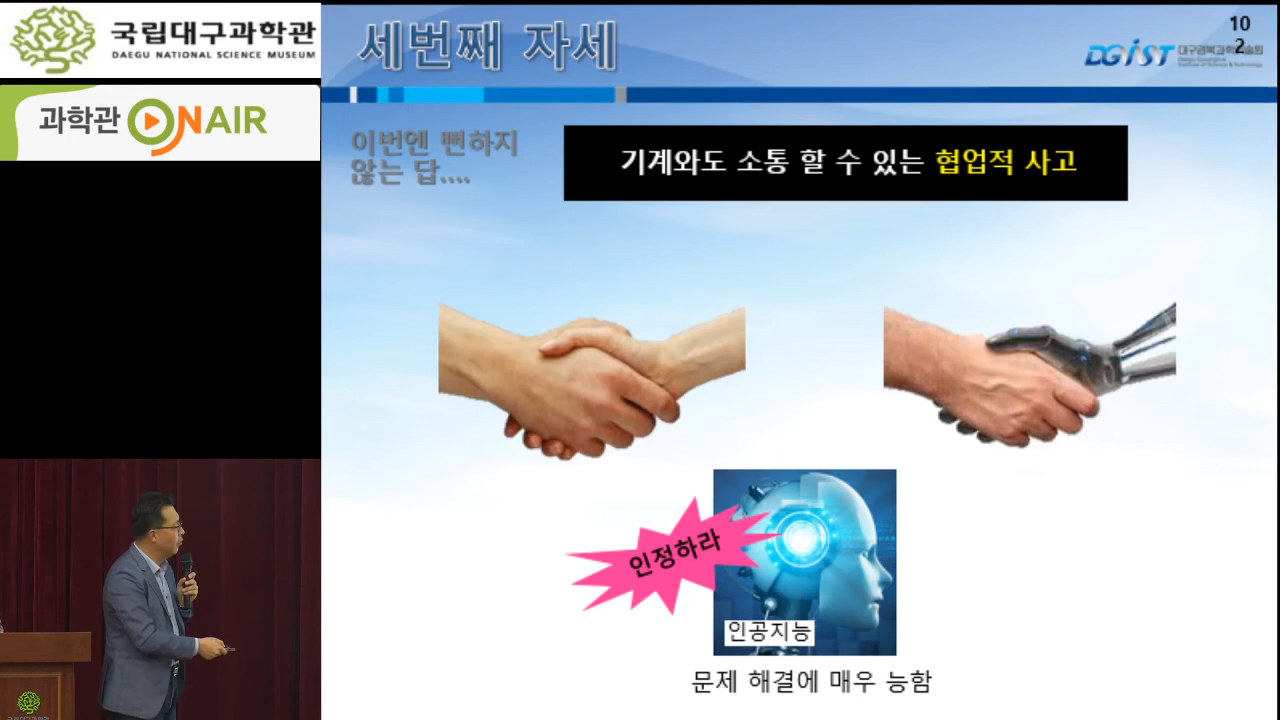 국립대구과학관
DAEGU NATIONAL SCIENCE MUSEUM
과학관 ONAIR
세번째 자세
10
2
DGIST
이번엔 뻔하지
않는 답....
기계와도 소통 할 수 있는 협업적 사고
인정하라
인공지능
문제 해결에 매우 능함